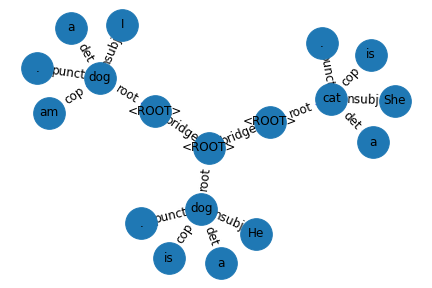 I
a
nsubj
det
.
punct
dog
cop
am
root
<ROOT>
bridge
<ROOT>
bridge
<ROOT>
root
cat
.
punct
cop
is
nsubj
She
det
a
root
dog
punct
.
cop
is
det
a
nsubj
He